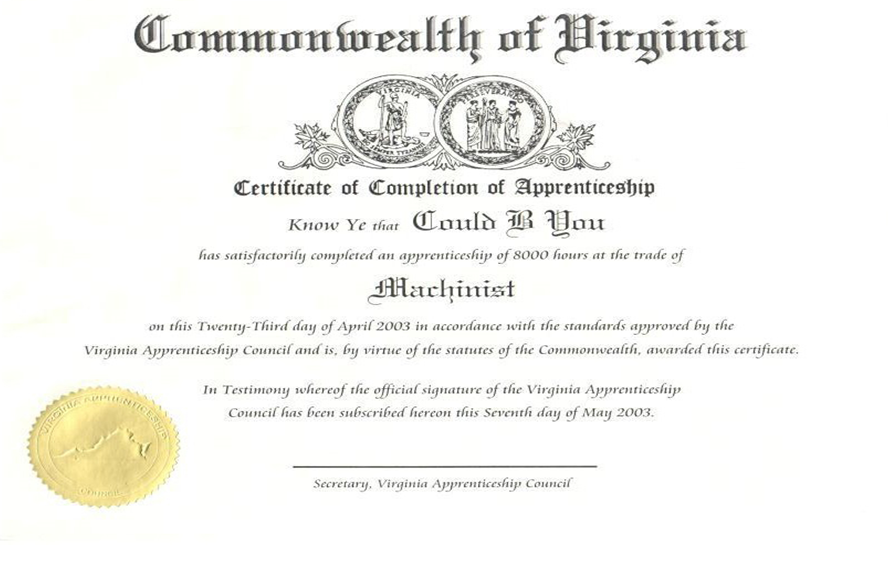 Commonwealth of Virginia
VIRGINIA
PERSEVERANDO
Certificate of Completion of Apprenticeship
Know Ye that Could B You
has satisfactorily completed an apprenticeship of 8000 hours at the trade of
Machinist
on this Twenty-Third day of April 2003 in accordance with the standards approved by the
Virginia Apprenticeship Council and is, by virtue of the statutes of the Commonwealth, awarded this certificate.
In Testimony whereof the official signature of the Virginia Apprenticeship
Council has been subscribed hereon this Seventh day of May 2003.
VIRGINIA APPRENTICESHIP
COUNCIL
Secretary, Virginia Apprenticeship Council